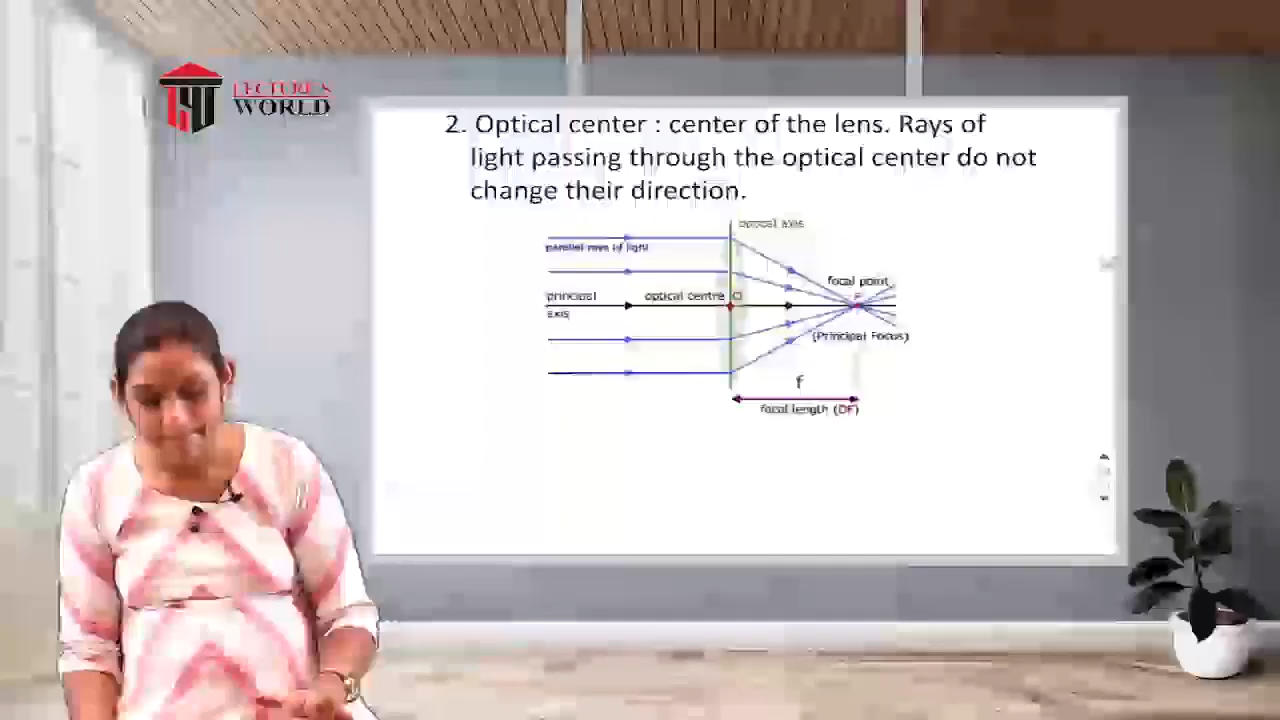 LECTURE'S
WORLD
2. Optical center : center of the lens. Rays of
light passing through the optical center do not
change their direction.
optical axis
parallel rays of light
focal point
principal
axis
optical centre O
F
(Principal Focus)
f
focal length (OF)